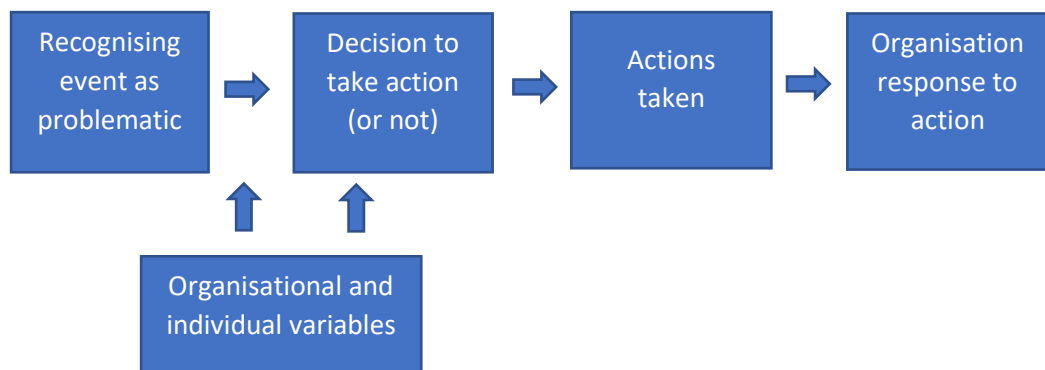 Recognising
event as
problematic
Decision to
take action
(or not)
Actions
taken
Organisation
response to
action
Organisational and
individual variables